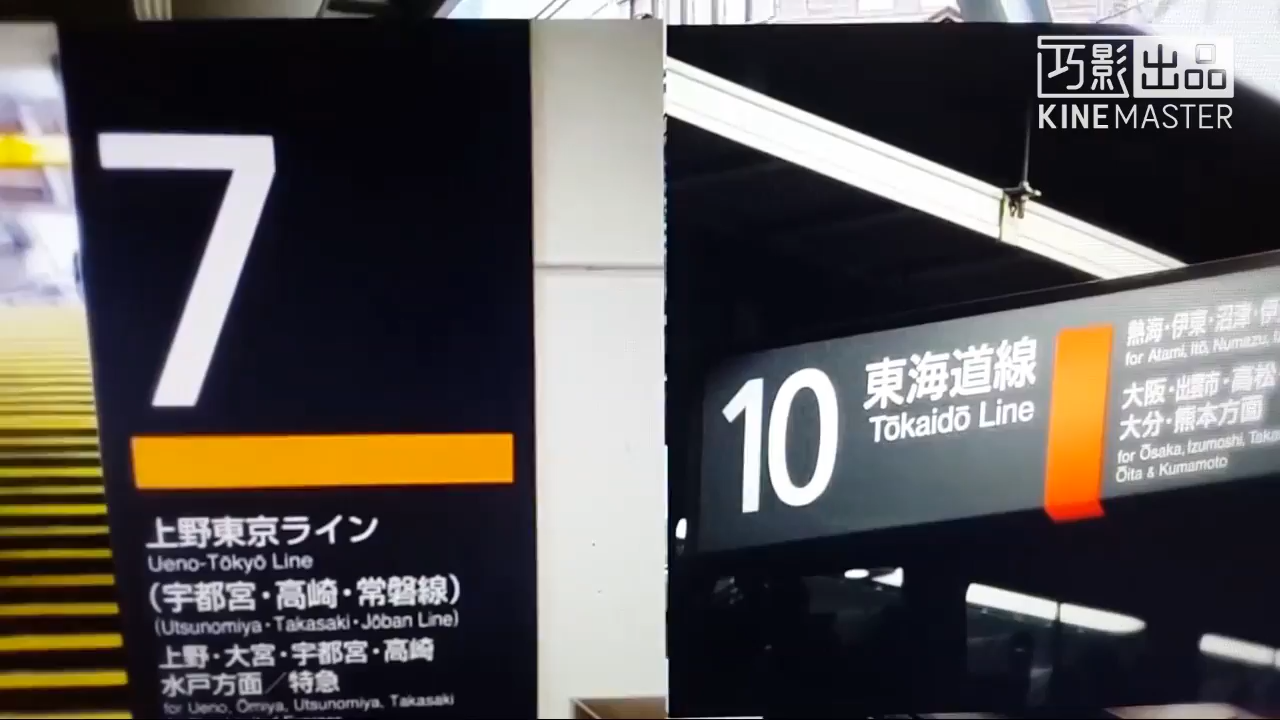 7
上野東京ライン
Ueno-Tōkyō Line
(宇都宮・高崎・常磐線)
(Utsunomiya・Takasaki・Jōban Line)
上野・大宮・宇都宮・高崎
水戸方面／特急
for Ueno, Ōmiya, Utsunomiya, Takasaki
巧影出品
KINEMASTER
10
東海道線
Tōkaidō Line
熱海・伊東・沼津・伊
for Atami, Itō, Numazu,
大阪・出雲市・高松
大分・熊本方面
for Ōsaka, Izumoshi, Taka
Ōita & Kumamoto